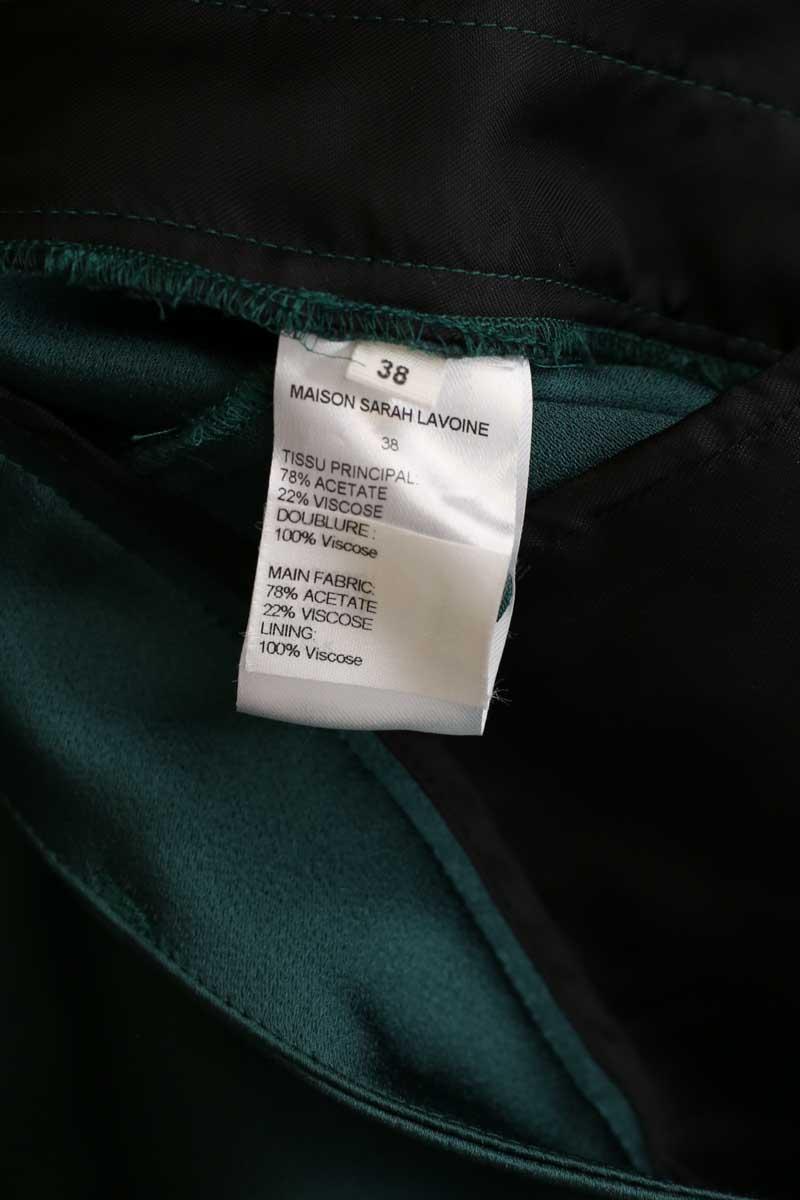 38
MAISON SARAH LAVOINE
38
TISSU PRINCIPAL:
78% ACETATE
22% VISCOSE
DOUBLURE :
100% Viscose
MAIN FABRIC:
78% ACETATE
22% VISCOSE
LINING:
100% Viscose